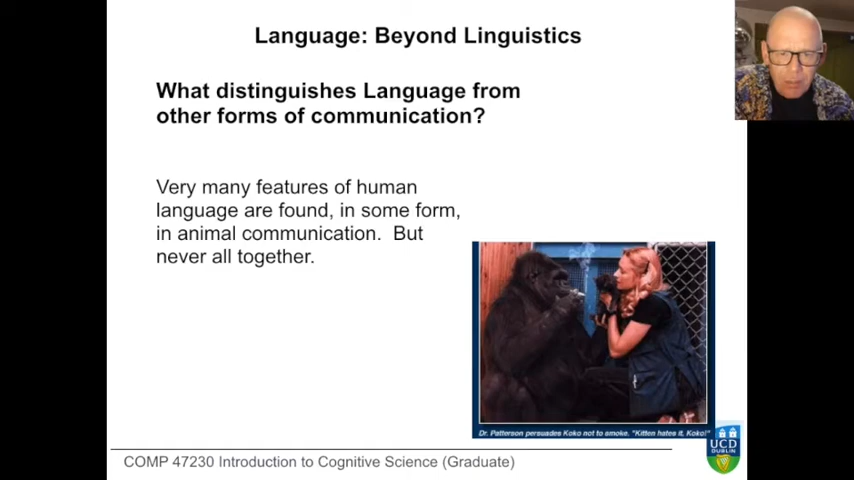 Language: Beyond Linguistics
What distinguishes Language from
other forms of communication?
Very many features of human
language are found, in some form,
in animal communication.  But
never all together.
Dr. Patterson persuades Koko not to smoke. "Kitten hates it, Koko!"
UCD
DUBLIN
COMP 47230 Introduction to Cognitive Science (Graduate)